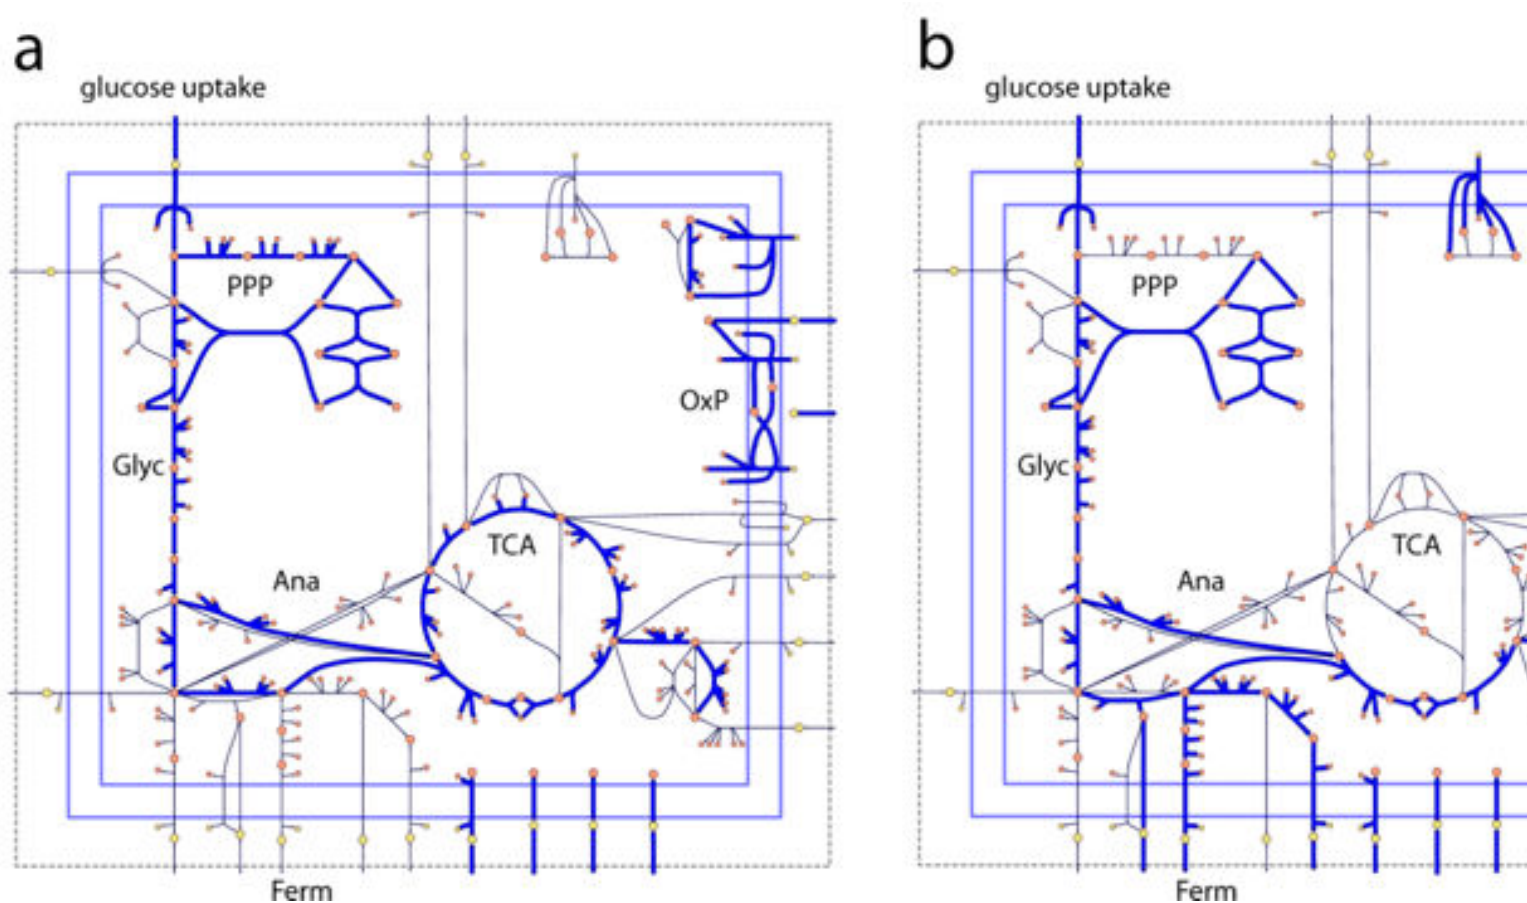 a
glucose uptake
PPP
OxP
Glyc
TCA
Ana
Ferm
b
glucose uptake
PPP
Glyc
TCA
Ana
Ferm